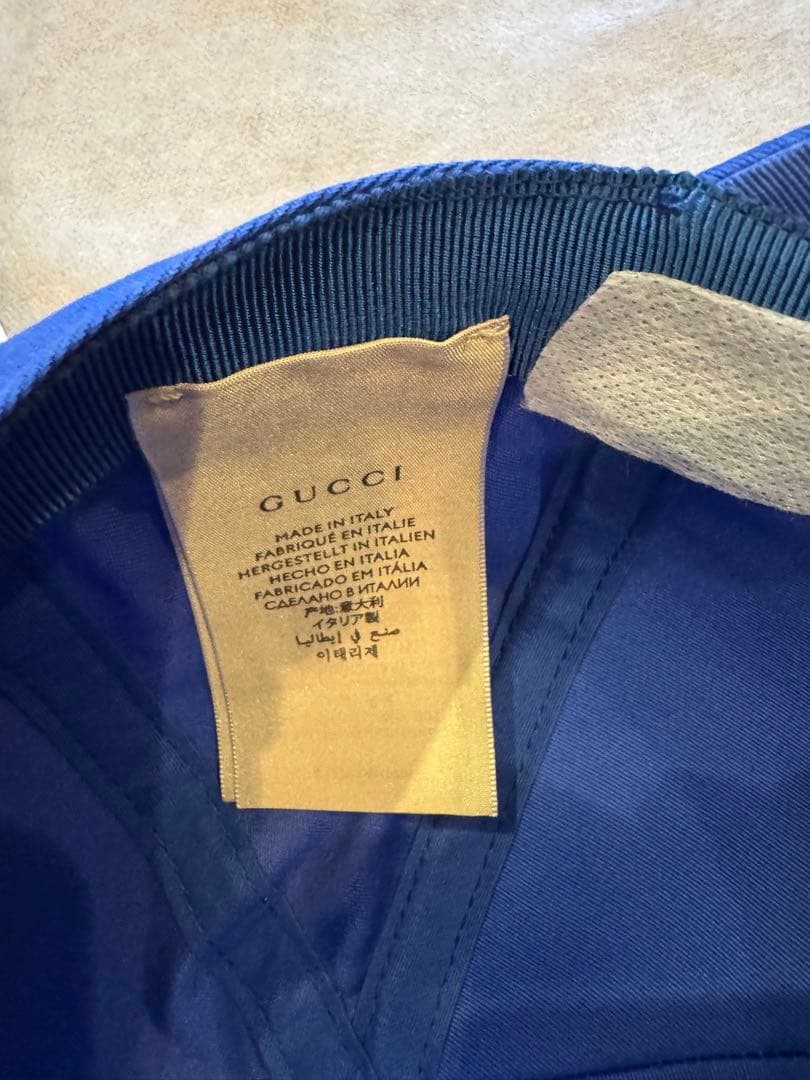 GUCCI
MADE IN ITALY
FABRIQUÉ EN ITALIE
HERGESTELLT IN ITALIEN
HECHO EN ITALIA
FABRICADO EM ITÁLIA
СДЕЛАНО В ИТАЛИИ
产地:意大利
イタリア製
صنع في إيطاليا
이태리제